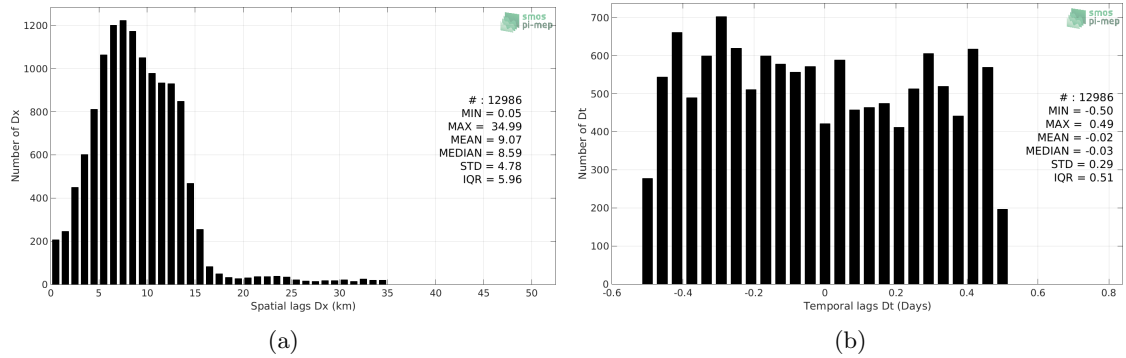 1200
1000
800
600
400
200
0
0 5 10 15 20 25 30 35 40 45 50
Number of Dx
Spatial lags Dx (km)
smos
pi-mep
# : 12986
MIN = 0.05
MAX = 34.99
MEAN = 9.07
MEDIAN = 8.59
STD = 4.78
IQR = 5.96
(a)
700
600
500
400
300
200
100
0
-0.6 -0.4 -0.2 0 0.2 0.4 0.6 0.8
Number of Dt
Temporal lags Dt (Days)
smos
pi-mep
# : 12986
MIN = -0.50
MAX = 0.49
MEAN = -0.02
MEDIAN = -0.03
STD = 0.29
IQR = 0.51
(b)